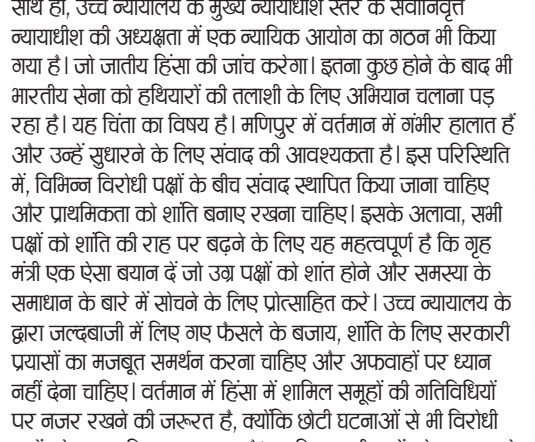 साथ ही, उच्च न्यायालय के मुख्य न्यायाधीश स्तर के सेवानिवृत्त
न्यायाधीश की अध्यक्षता में एक न्यायिक आयोग का गठन भी किया
गया है। जो जातीय हिंसा की जांच करेगा। इतना कुछ होने के बाद भी
भारतीय सेना को हथियारों की तलाशी के लिए अभियान चलाना पड़
रहा है। यह चिंता का विषय है। मणिपुर में वर्तमान में गंभीर हालात हैं
और उन्हें सुधारने के लिए संवाद की आवश्यकता है। इस परिस्थिति
में, विभिन्न विरोधी पक्षों के बीच संवाद स्थापित किया जाना चाहिए
और प्राथमिकता को शांति बनाए रखना चाहिए। इसके अलावा, सभी
पक्षों को शांति की राह पर बढ़ने के लिए यह महत्वपूर्ण है कि गृह
मंत्री एक ऐसा बयान दें जो उग्र पक्षों को शांत होने और समस्या के
समाधान के बारे में सोचने के लिए प्रोत्साहित करे। उच्च न्यायालय के
द्वारा जल्दबाजी में लिए गए फैसले के बजाय, शांति के लिए सरकारी
प्रयासों का मजबूत समर्थन करना चाहिए और अफवाहों पर ध्यान
नहीं देना चाहिए। वर्तमान में हिंसा में शामिल समूहों की गतिविधियों
पर नजर रखने की जरूरत है, क्योंकि छोटी घटनाओं से भी विरोधी